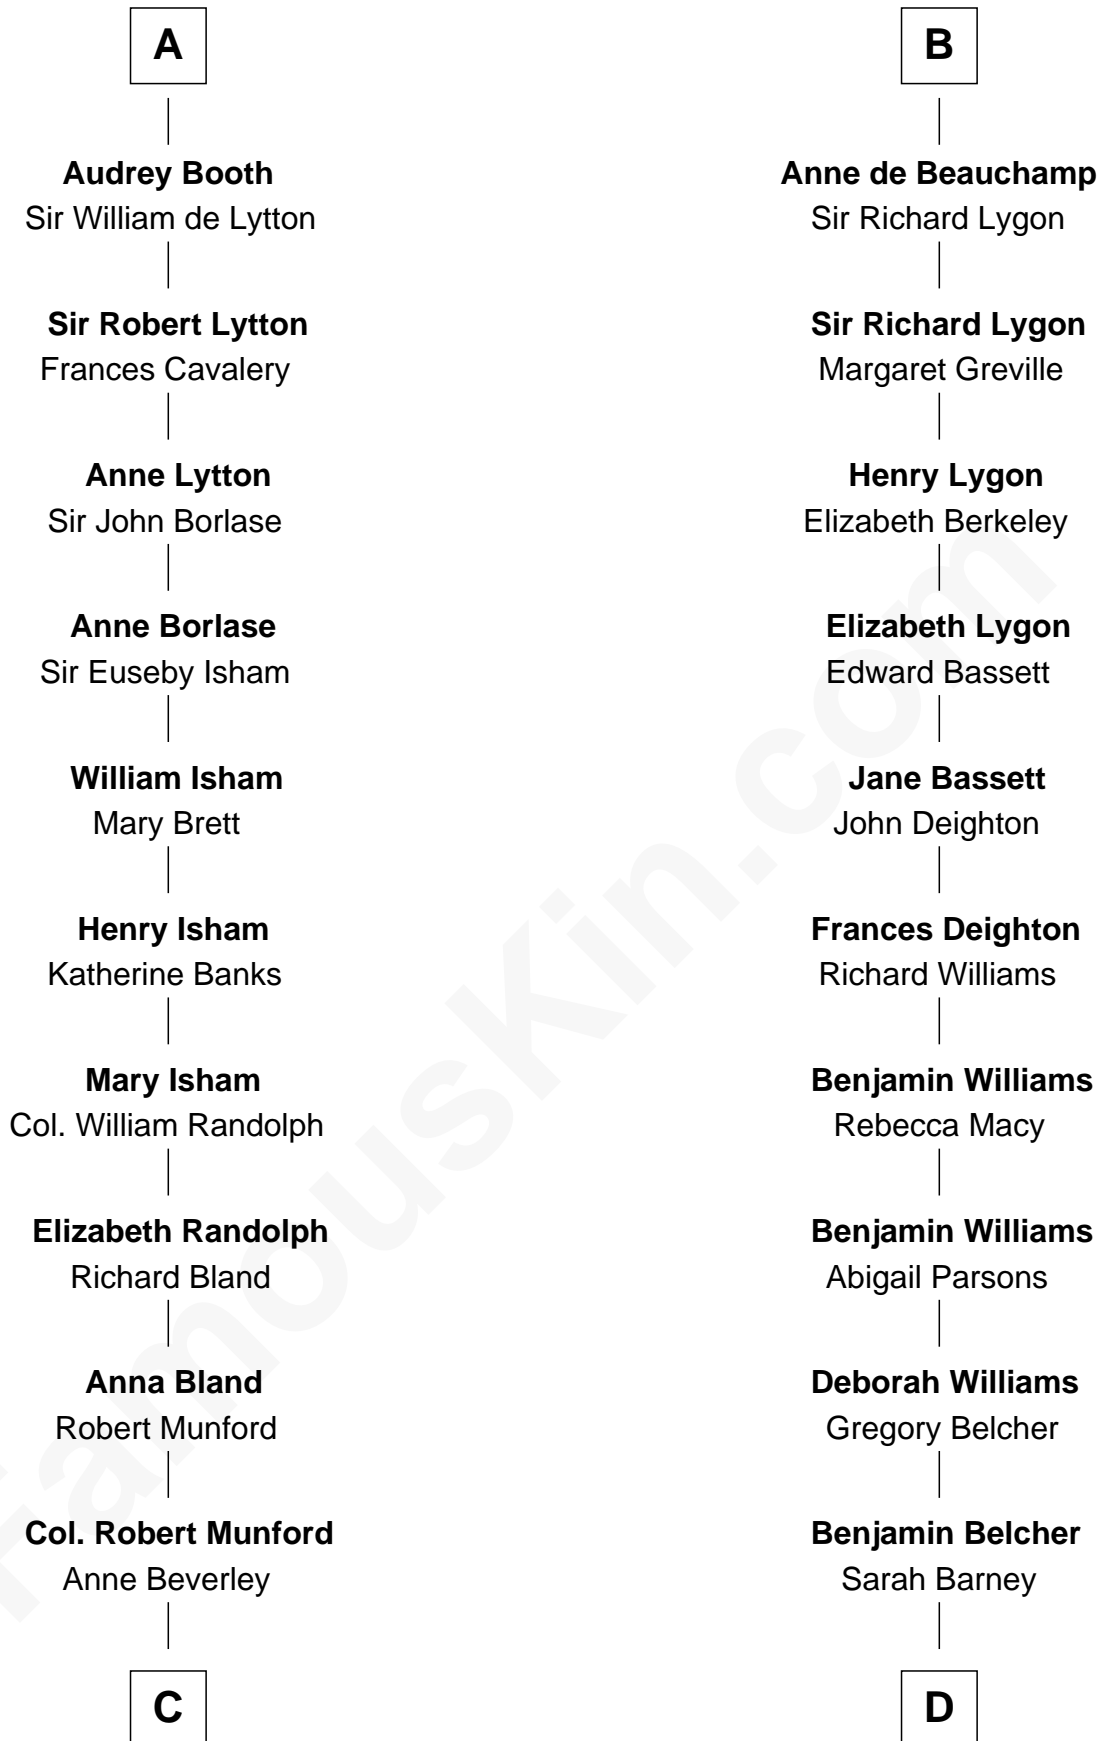 A
Audrey Booth
Sir William de Lytton
Sir Robert Lytton
Frances Cavalery
Anne Lytton
Sir John Borlase
Anne Borlase
Sir Euseby Isham
William Isham
Mary Brett
Henry Isham
Katherine Banks
Mary Isham
Col. William Randolph
Elizabeth Randolph
Richard Bland
Anna Bland
Robert Munford
Col. Robert Munford
Anne Beverley
C
B
Anne de Beauchamp
Sir Richard Lygon
Sir Richard Lygon
Margaret Greville
Henry Lygon
Elizabeth Berkeley
Elizabeth Lygon
Edward Bassett
Jane Bassett
John Deighton
Frances Deighton
Richard Williams
Benjamin Williams
Rebecca Macy
Benjamin Williams
Abigail Parsons
Deborah Williams
Gregory Belcher
Benjamin Belcher
Sarah Barney
D
FamousKin.com